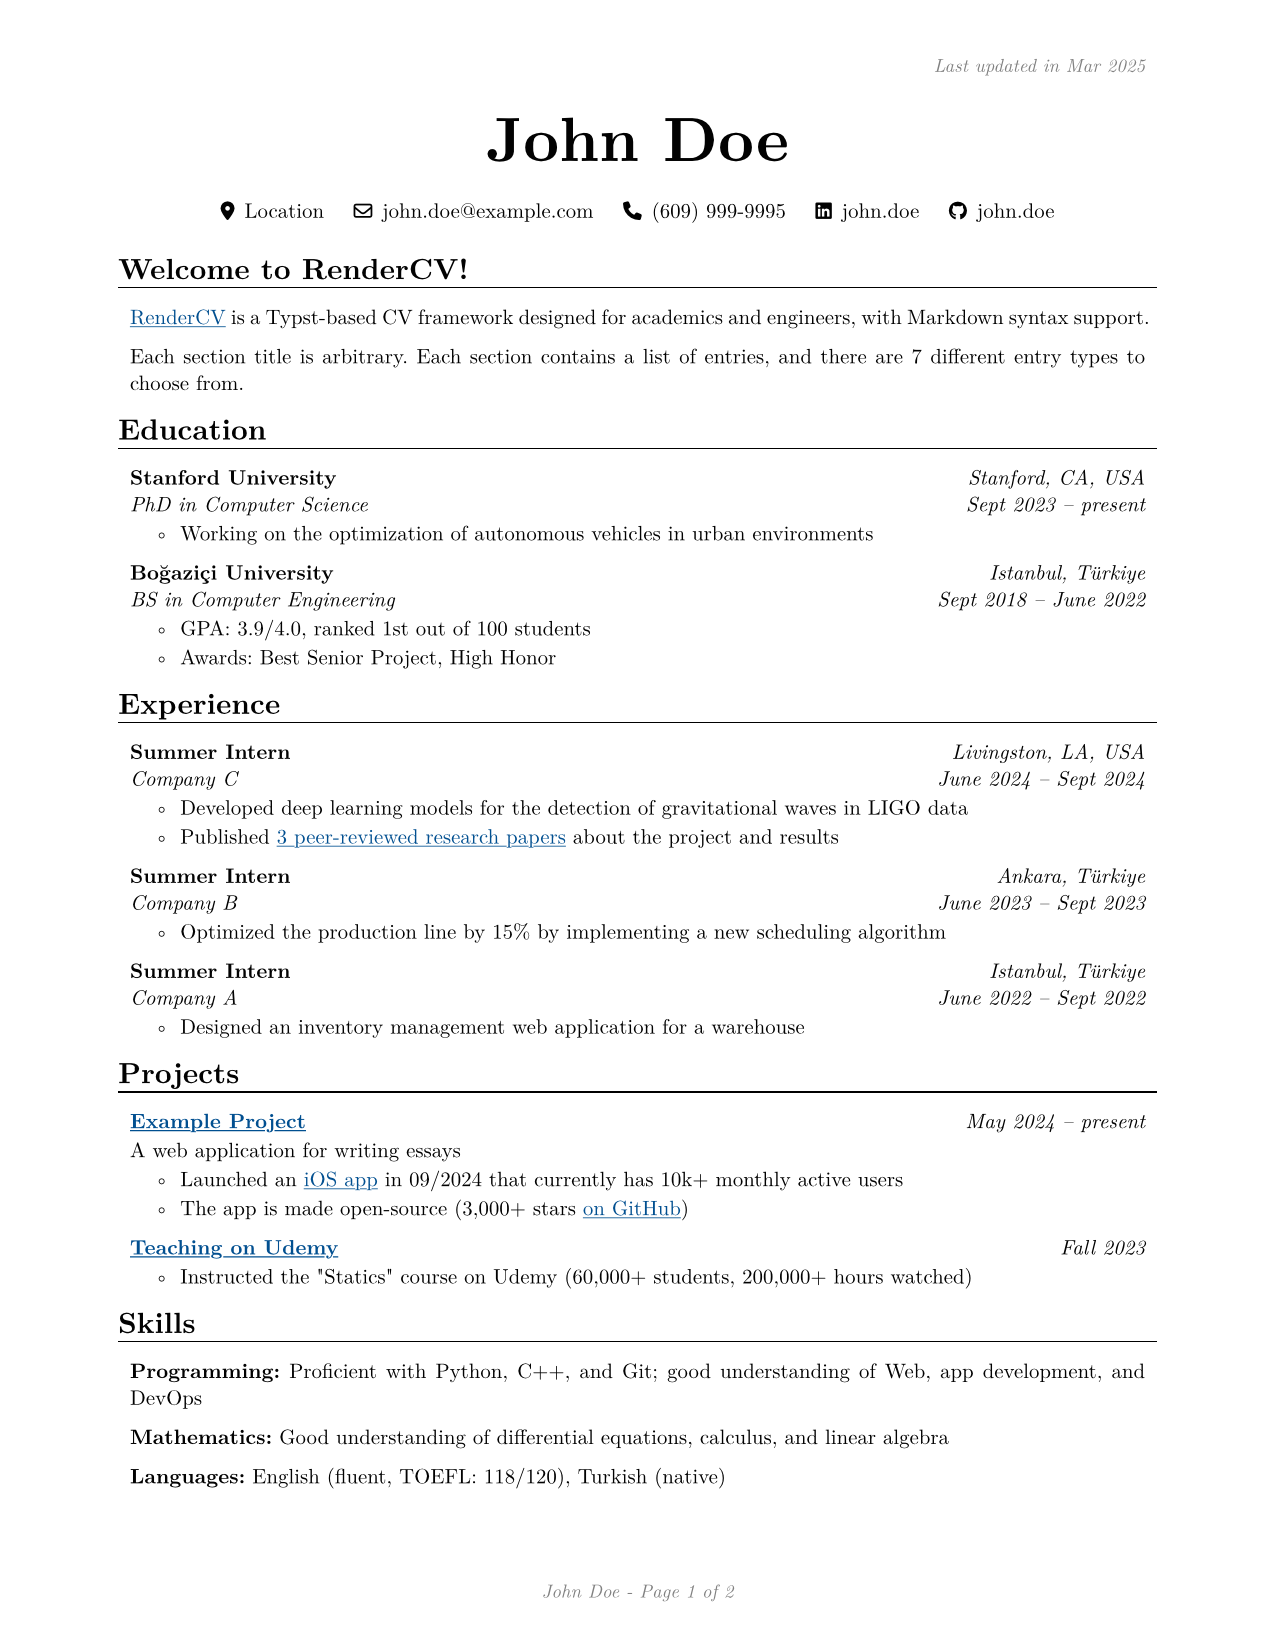 Last updated in Mar 2025
John Doe
Location john.doe@example.com (609) 999-9995 john.doe john.doe
Welcome to RenderCV!
RenderCV is a Typst-based CV framework designed for academics and engineers, with Markdown syntax support.
Each section title is arbitrary. Each section contains a list of entries, and there are 7 different entry types to
choose from.
Education
Stanford University Stanford, CA, USA
PhD in Computer Science Sept 2023 – present
◦ Working on the optimization of autonomous vehicles in urban environments
Boğaziçi University Istanbul, Türkiye
BS in Computer Engineering Sept 2018 – June 2022
◦ GPA: 3.9/4.0, ranked 1st out of 100 students
◦ Awards: Best Senior Project, High Honor
Experience
Summer Intern Livingston, LA, USA
Company C June 2024 – Sept 2024
◦ Developed deep learning models for the detection of gravitational waves in LIGO data
◦ Published 3 peer-reviewed research papers about the project and results
Summer Intern Ankara, Türkiye
Company B June 2023 – Sept 2023
◦ Optimized the production line by 15% by implementing a new scheduling algorithm
Summer Intern Istanbul, Türkiye
Company A June 2022 – Sept 2022
◦ Designed an inventory management web application for a warehouse
Projects
Example Project May 2024 – present
A web application for writing essays
◦ Launched an iOS app in 09/2024 that currently has 10k+ monthly active users
◦ The app is made open-source (3,000+ stars on GitHub)
Teaching on Udemy Fall 2023
◦ Instructed the "Statics" course on Udemy (60,000+ students, 200,000+ hours watched)
Skills
Programming: Proficient with Python, C++, and Git; good understanding of Web, app development, and
DevOps
Mathematics: Good understanding of differential equations, calculus, and linear algebra
Languages: English (fluent, TOEFL: 118/120), Turkish (native)
John Doe - Page 1 of 2